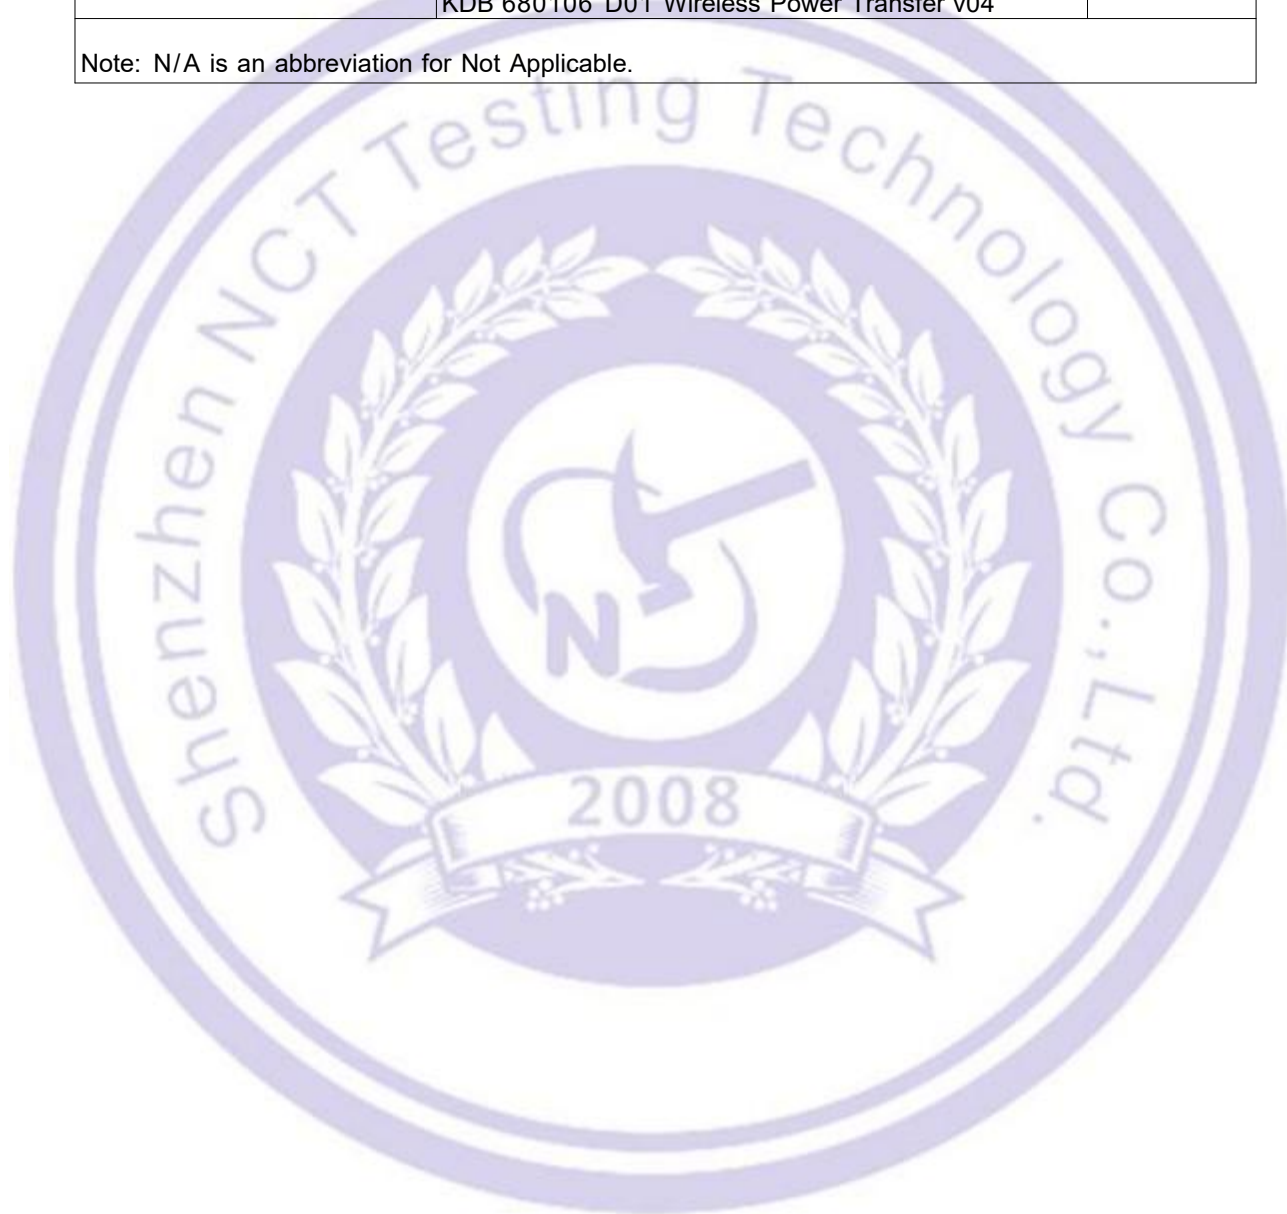 KDB 680106 D01 Wireless Power Transfer v04
Note: N/A is an abbreviation for Not Applicable.
Shenzhen NCT Testing Technology Co.,Ltd.
N
2008